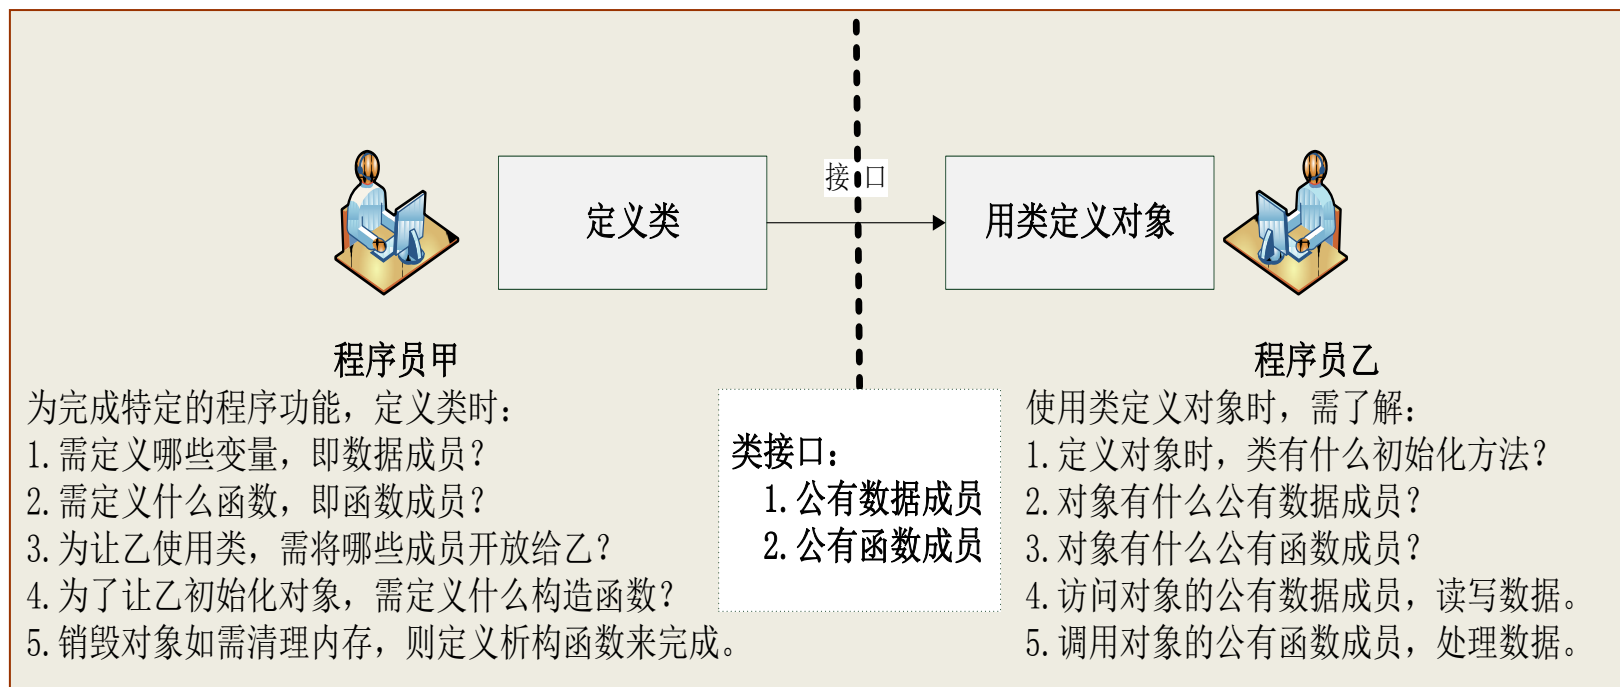 接口
定义类
用类定义对象
程序员甲
为完成特定的程序功能，定义类时：
1.需定义哪些变量，即数据成员？
2.需定义什么函数，即函数成员？
3.为让乙使用类，需将哪些成员开放给乙？
4.为了让乙初始化对象，需定义什么构造函数？
5.销毁对象如需清理内存，则定义析构函数来完成。
类接口：
1.公有数据成员
2.公有函数成员
程序员乙
使用类定义对象时，需了解：
1.定义对象时，类有什么初始化方法？
2.对象有什么公有数据成员？
3.对象有什么公有函数成员？
4.访问对象的公有数据成员，读写数据。
5.调用对象的公有函数成员，处理数据。